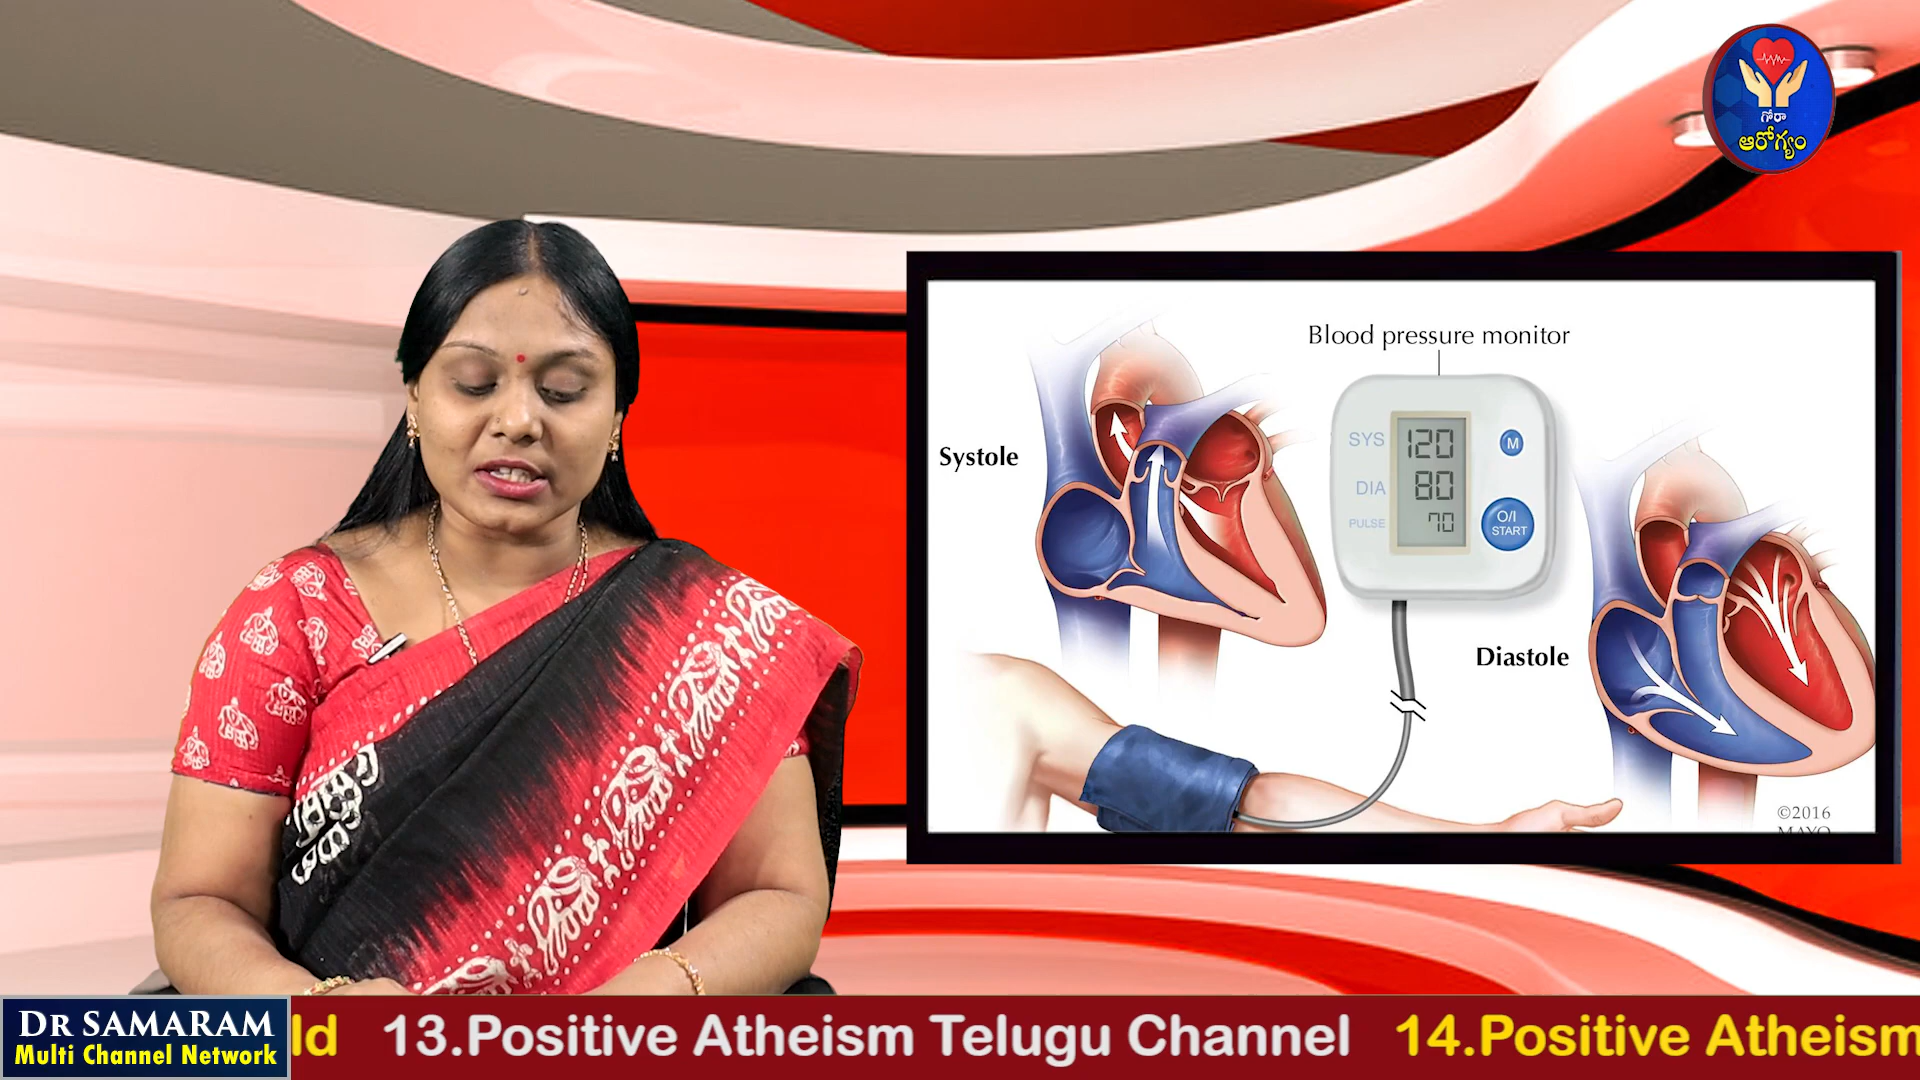 గోరా
ఆరోగ్యం
Blood pressure monitor
Systole
SYS 120
DIA 80
PULSE 70
M
O/I
START
Diastole
©2016
MAYO
DR SAMARAM
Multi Channel Network
ld 13.Positive Atheism Telugu Channel 14.Positive Atheism